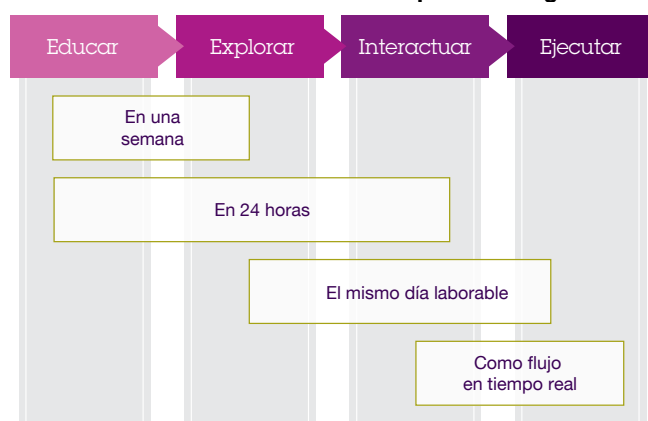 Educar
Explorar
Interactuar
Ejecutar
En una
semana
En 24 horas
El mismo día laborable
Como flujo
en tiempo real